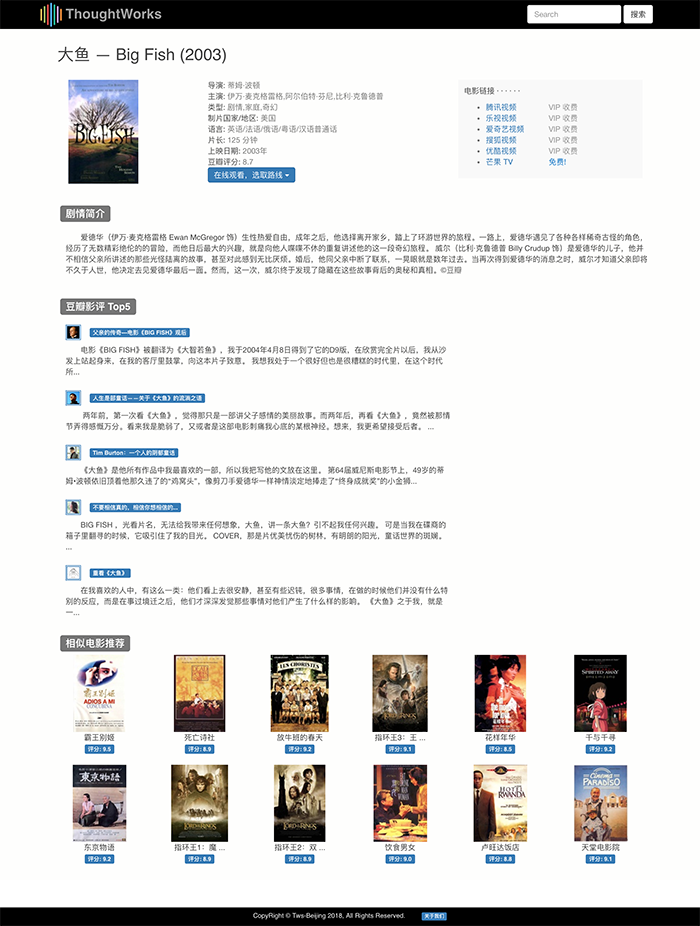 ThoughtWorks
Search
搜索
大鱼 — Big Fish (2003)
BIG FISH
导演: 蒂姆·波顿
主演: 伊万·麦克格雷格,阿尔伯特·芬尼,比利·克鲁德普
类型: 剧情,家庭,奇幻
制片国家/地区: 美国
语言: 英语/法语/俄语/粤语/汉语普通话
片长: 125 分钟
上映日期: 2003年
豆瓣评分: 8.7
在线观看，选取路线
电影链接 · · · · · ·
腾讯视频 VIP 收费
乐视视频 VIP 收费
爱奇艺视频 VIP 收费
搜狐视频 VIP 收费
优酷视频 VIP 收费
芒果 TV 免费!
剧情简介
爱德华（伊万·麦克格雷格 Ewan McGregor 饰）生性热爱自由，成年之后，他选择离开家乡，踏上了环游世界的旅程。一路上，爱德华遇见了各种各样稀奇古怪的角色，
经历了无数精彩绝伦的的冒险，而他日后最大的兴趣，就是向他人喋喋不休的重复讲述他的这一段奇幻旅程。 威尔（比利·克鲁德普 Billy Crudup 饰）是爱德华的儿子，他并
不相信父亲所讲述的那些光怪陆离的故事，甚至对此感到无比厌烦。婚后，他同父亲中断了联系，一晃眼就是数年过去。当再次得到爱德华的消息之时，威尔才知道父亲即将
不久于人世，他决定去见爱德华最后一面。然而，这一次，威尔终于发现了隐藏在这些故事背后的奥秘和真相。©豆瓣
豆瓣影评 Top5
父亲的传奇—电影《BIG FISH》观后
电影《BIG FISH》被翻译为《大智若鱼》，我于2004年4月8日得到了它的D9版，在欣赏完全片以后，我从沙
发上站起身来，在我的客厅里鼓掌，向这本片子致意。 我想我处于一个很好但也是很糟糕的时代里，在这个时代
所...
人生是部童话——关于《大鱼》的流淌之语
两年前，第一次看《大鱼》，觉得那只是一部讲父子感情的美丽故事。而两年后，再看《大鱼》，竟然被那情
节弄得感慨万分。看来我是脆弱了，又或者是这部电影刺痛我心底的某根神经。想来，我更希望接受后者。 ...
Tim Burton：一个人的阴郁童话
《大鱼》是他所有作品中我最喜欢的一部，所以我把写他的文放在这里。 第64届威尼斯电影节上，49岁的蒂
姆•波顿依旧顶着他那久违了的“鸡窝头”，像剪刀手爱德华一样神情淡定地捧走了“终身成就奖”的小金狮...
不要相信真的，相信你想相信的...
BIG FISH ，光看片名，无法给我带来任何想象，大鱼，讲一条大鱼？引不起我任何兴趣。 可是当我在碟商的
箱子里翻寻的时候，它吸引住了我的目光。 COVER，那是片优美忧伤的树林，有明朗的阳光，童话世界的斑斓。
...
重看《大鱼》
在我喜欢的人中，有这么一类：他们看上去很安静，甚至有些迟钝，很多事情，在做的时候他们并没有什么特
别的反应，而是在事过境迁之后，他们才深深发觉那些事情对他们产生了什么样的影响。 《大鱼》之于我，就是
一...
相似电影推荐
霸王别姬
ADIOS A MI
CONCUBINA
LES CHORISTES
SPIRITED AWAY
霸王别姬
死亡诗社
放牛班的春天
指环王3：王 ...
花样年华
千与千寻
评分: 9.5
评分: 8.9
评分: 9.2
评分: 9.1
评分: 8.5
评分: 9.2
東京物語
HOTEL
RWANDA
Cinema
PARADISO
东京物语
指环王1：魔 ...
指环王2：双 ...
饮食男女
卢旺达饭店
天堂电影院
评分: 9.2
评分: 8.9
评分: 8.9
评分: 9.0
评分: 8.8
评分: 9.1
CopyRight © Tws-Beijing 2018, All Rights Reserved.
关于我们